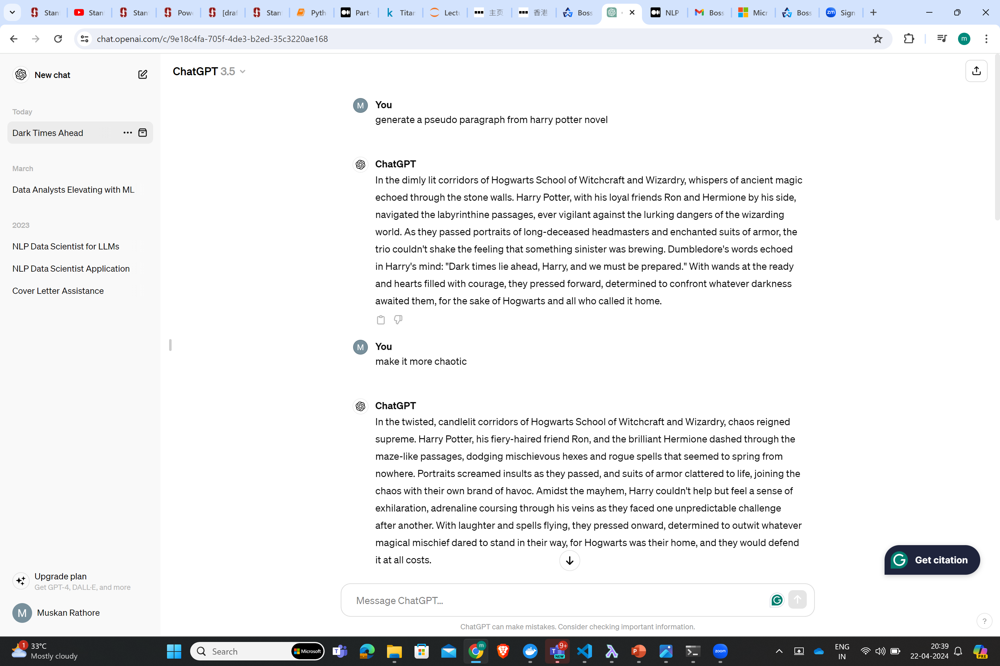 Stan
Stan
Stan
Pow
[draf
Stan
Pyth
Part-
Titan
Lectu
主页
香港
Boss
NLP
Boss
Micr
Boss
zm
Sign
chat.openai.com/c/9e18c4fa-705f-4de3-b2ed-35c3220ae168
m
New chat
ChatGPT 3.5
Today
Dark Times Ahead
March
Data Analysts Elevating with ML
2023
NLP Data Scientist for LLMs
NLP Data Scientist Application
Cover Letter Assistance
M
You
generate a pseudo paragraph from harry potter novel
ChatGPT
In the dimly lit corridors of Hogwarts School of Witchcraft and Wizardry, whispers of ancient magic
echoed through the stone walls. Harry Potter, with his loyal friends Ron and Hermione by his side,
navigated the labyrinthine passages, ever vigilant against the lurking dangers of the wizarding
world. As they passed portraits of long-deceased headmasters and enchanted suits of armor, the
trio couldn't shake the feeling that something sinister was brewing. Dumbledore's words echoed
in Harry's mind: "Dark times lie ahead, Harry, and we must be prepared." With wands at the ready
and hearts filled with courage, they pressed forward, determined to confront whatever darkness
awaited them, for the sake of Hogwarts and all who called it home.
M
You
make it more chaotic
ChatGPT
In the twisted, candlelit corridors of Hogwarts School of Witchcraft and Wizardry, chaos reigned
supreme. Harry Potter, his fiery-haired friend Ron, and the brilliant Hermione dashed through the
maze-like passages, dodging mischievous hexes and rogue spells that seemed to spring from
nowhere. Portraits screamed insults as they passed, and suits of armor clattered to life, joining the
chaos with their own brand of havoc. Amidst the mayhem, Harry couldn't help but feel a sense of
exhilaration, adrenaline coursing through his veins as they faced one unpredictable challenge
after another. With laughter and spells flying, they pressed onward, determined to outwit whatever
magical mischief dared to stand in their way, for Hogwarts was their home, and they would defend
it at all costs.
Get citation
Upgrade plan
Get GPT-4, DALL·E, and more
M
Muskan Rathore
Message ChatGPT...
ChatGPT can make mistakes. Consider checking important information.
?
1
33°C
Mostly cloudy
Search
Microsoft
m
9+
NEW
zoom
ENG
IN
20:39
22-04-2024
PRE